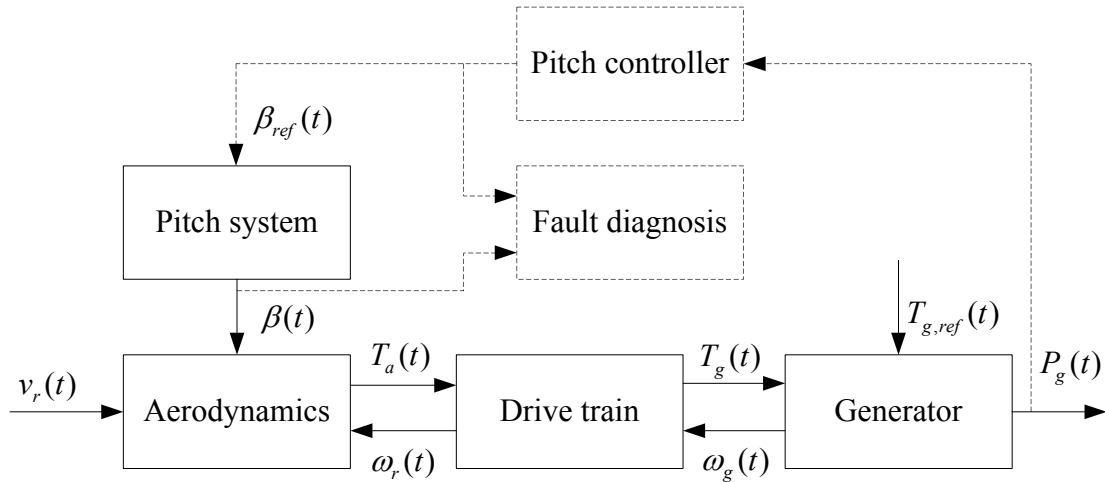 Pitch controller
β_ref(t)
Pitch system
Fault diagnosis
β(t)
T_g,ref(t)
v_r(t)
T_a(t)
T_g(t)
P_g(t)
Aerodynamics
Drive train
Generator
ω_r(t)
ω_g(t)